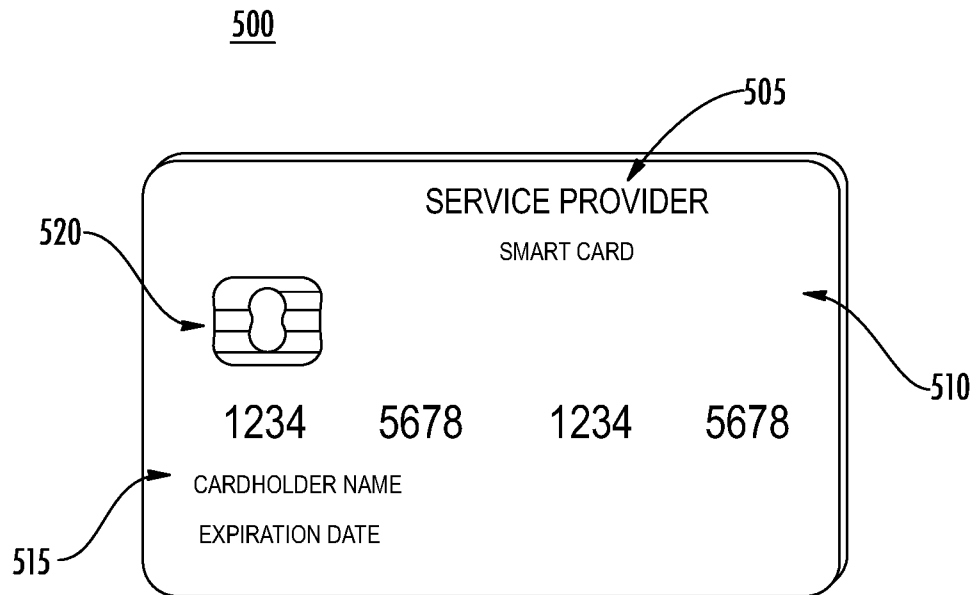 500
505
SERVICE PROVIDER
SMART CARD
520
510
1234 5678 1234 5678
CARDHOLDER NAME
EXPIRATION DATE
515